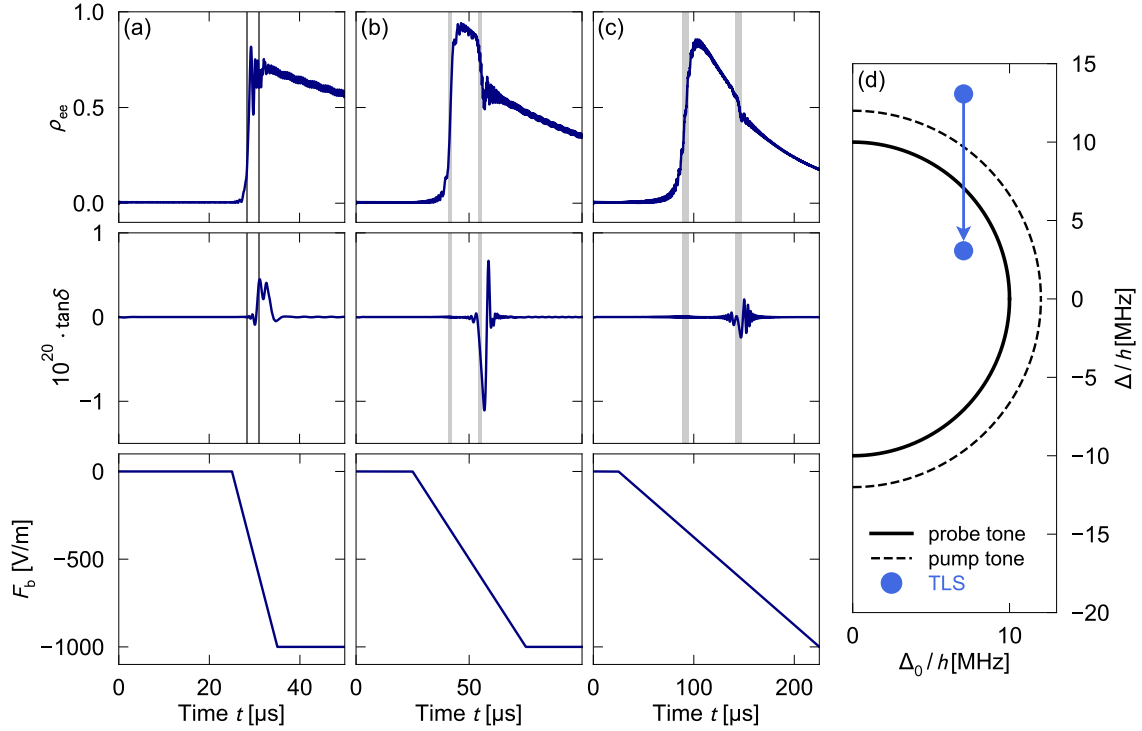 (a)
(b)
(c)
(d)
1.0
0.5
0.0
ρee
1
0
−1
10^20 · tanδ
0
−500
−1000
Fb [V/m]
0 20 40
Time t [µs]
50
Time t [µs]
100 200
Time t [µs]
15
10
5
0
−5
−10
−15
−20
Δ / h [MHz]
probe tone
pump tone
TLS
0 10
Δ0 / h [MHz]